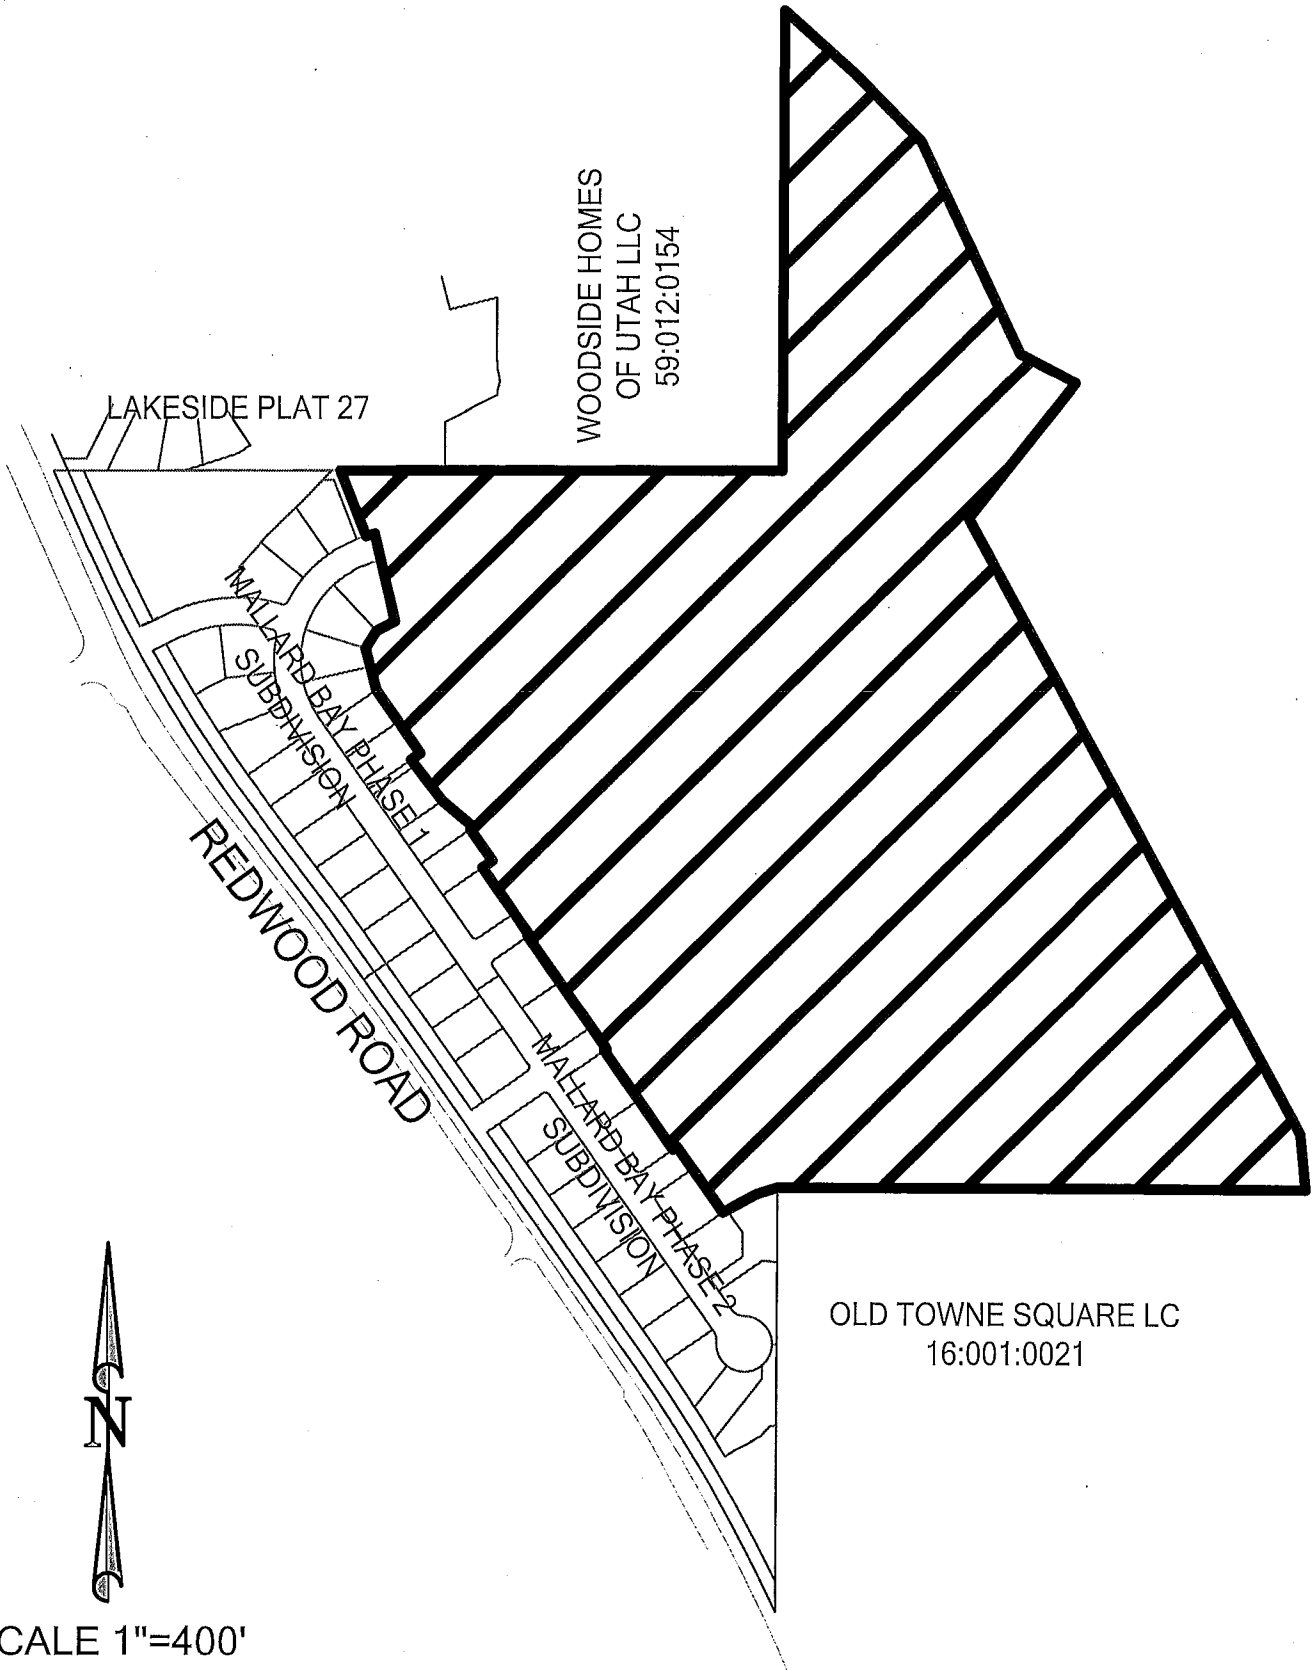 WOODSIDE HOMES
OF UTAH LLC
59:012:0154
LAKESIDE PLAT 27
MALLARD BAY PHASE 1
SUBDIVISION
REDWOOD ROAD
MALLARD BAY PHASE 2
SUBDIVISION
OLD TOWNE SQUARE LC
16:001:0021
N
CALE 1"=400'